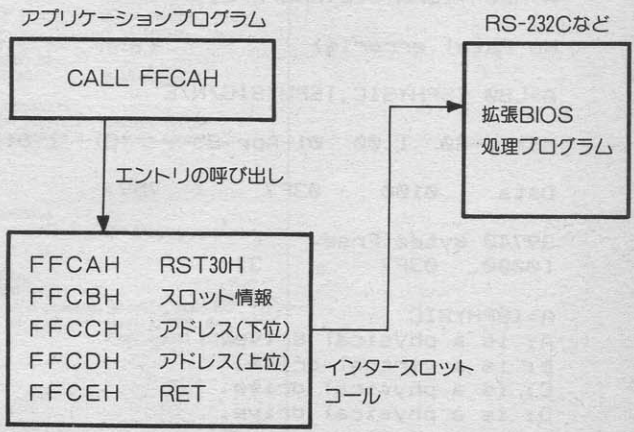 アプリケーションプログラム
CALL FFCAH
エントリの呼び出し
FFCAH RST30H
FFCBH スロット情報
FFCCH アドレス(下位)
FFCDH アドレス(上位)
FFCEH RET
インタースロット
コール
RS-232Cなど
拡張BIOS
処理プログラム